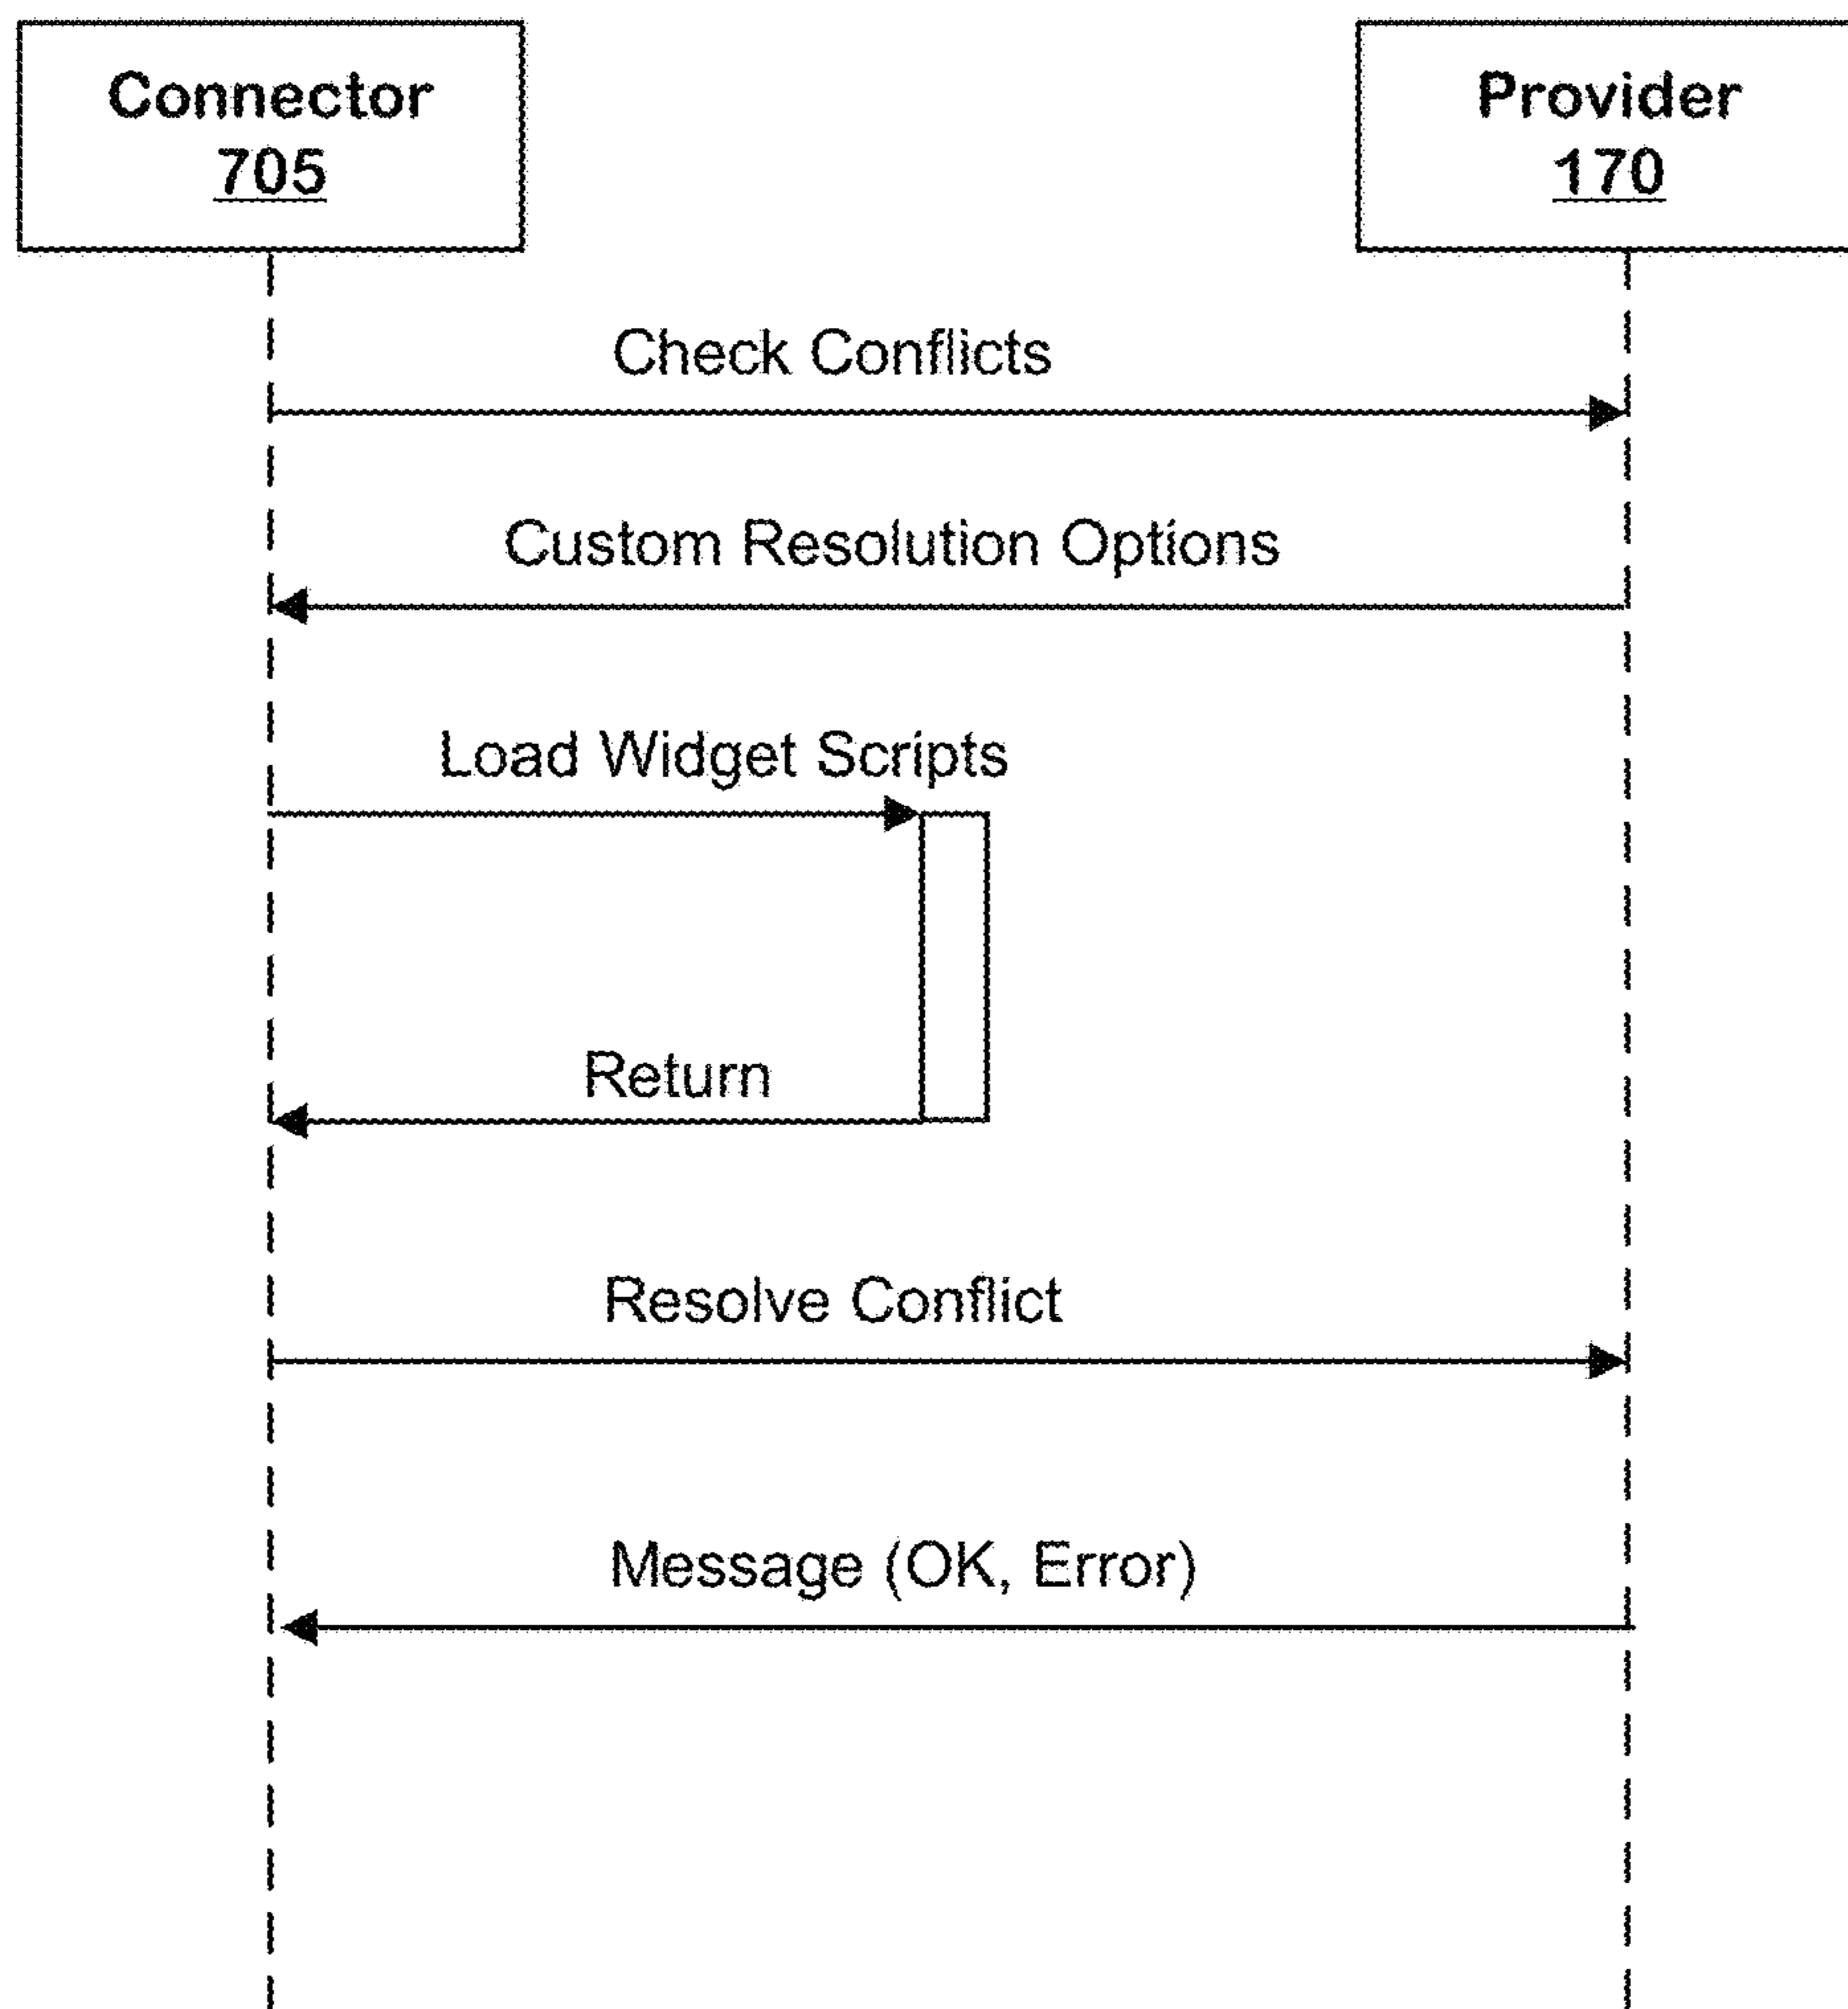 Connector
705
Provider
170
Check Conflicts
Custom Resolution Options
Load Widget Scripts
Return
Resolve Conflict
Message (OK, Error)